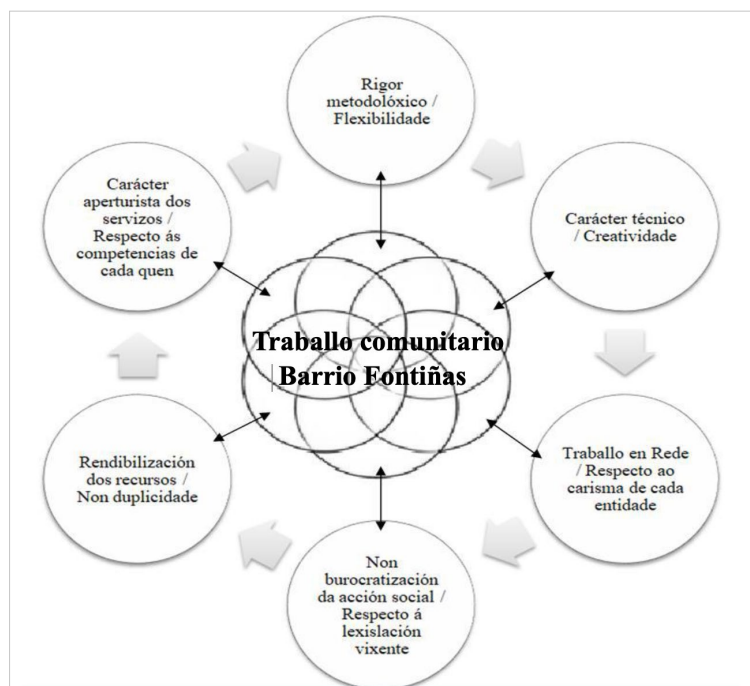 Rigor
metodolóxico /
Flexibilidade
Carácter técnico
/ Creatividade
Traballo en Rede
/ Respecto ao
carisma de cada
entidade
Non
burocratización
da acción social /
Respecto á
lexislación
vixente
Rendibilización
dos recursos /
Non duplicidade
Carácter
aperturista dos
servizos /
Respecto ás
competencias de
cada quen
Traballo comunitario
Barrio Fontiñas